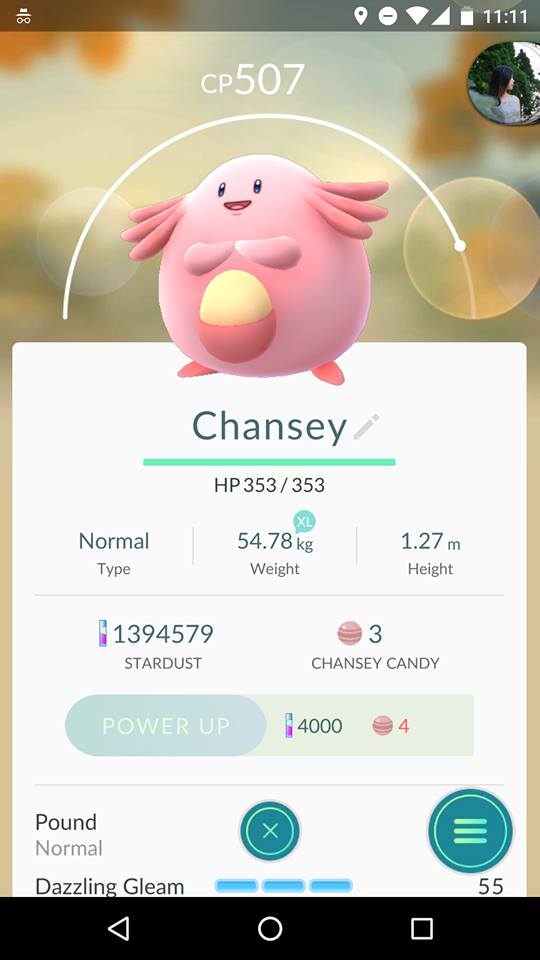 11:11
CP507
Chansey
HP 353 / 353
XL
Normal 54.78 kg 1.27 m
Type Weight Height
1394579 3
STARDUST CHANSEY CANDY
POWER UP 4000 4
Pound
Normal
Dazzling Gleam 55